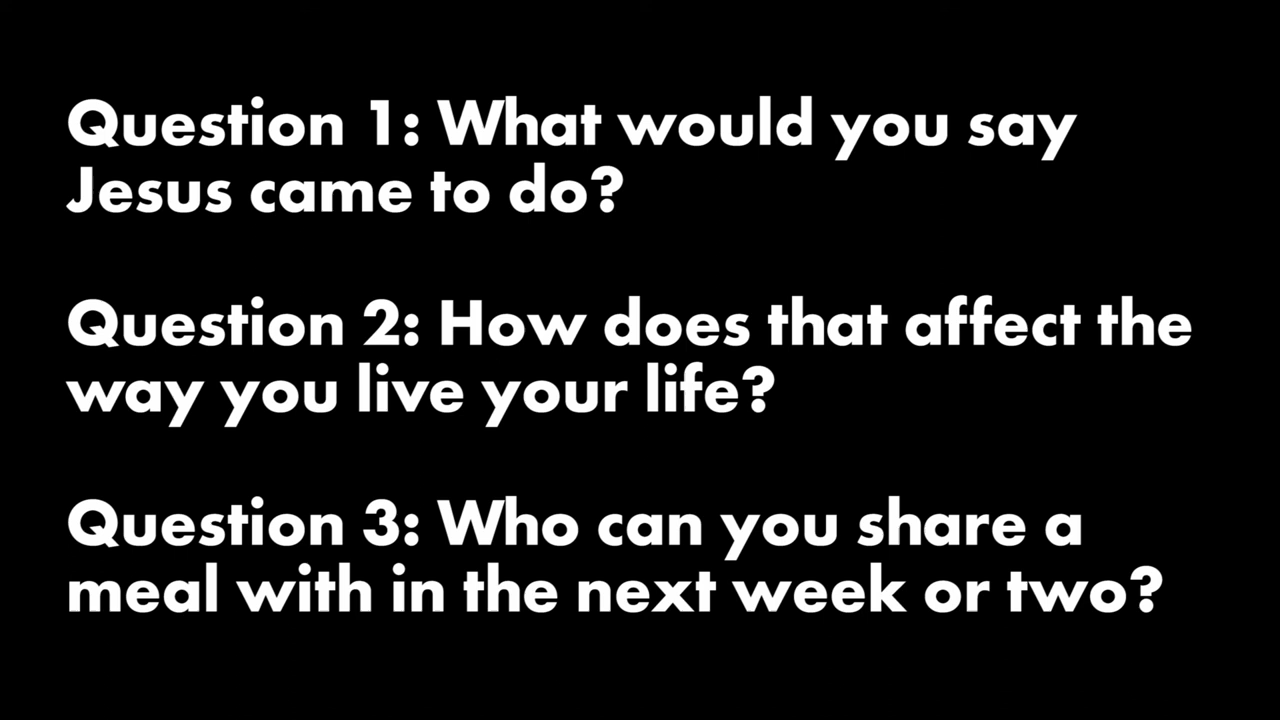 Question 1: What would you say
Jesus came to do?
Question 2: How does that affect the
way you live your life?
Question 3: Who can you share a
meal with in the next week or two?